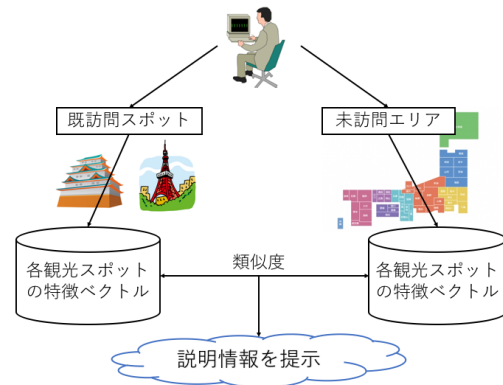 既訪問スポット
未訪問エリア
各観光スポット
の特徴ベクトル
類似度
各観光スポット
の特徴ベクトル
説明情報を提示